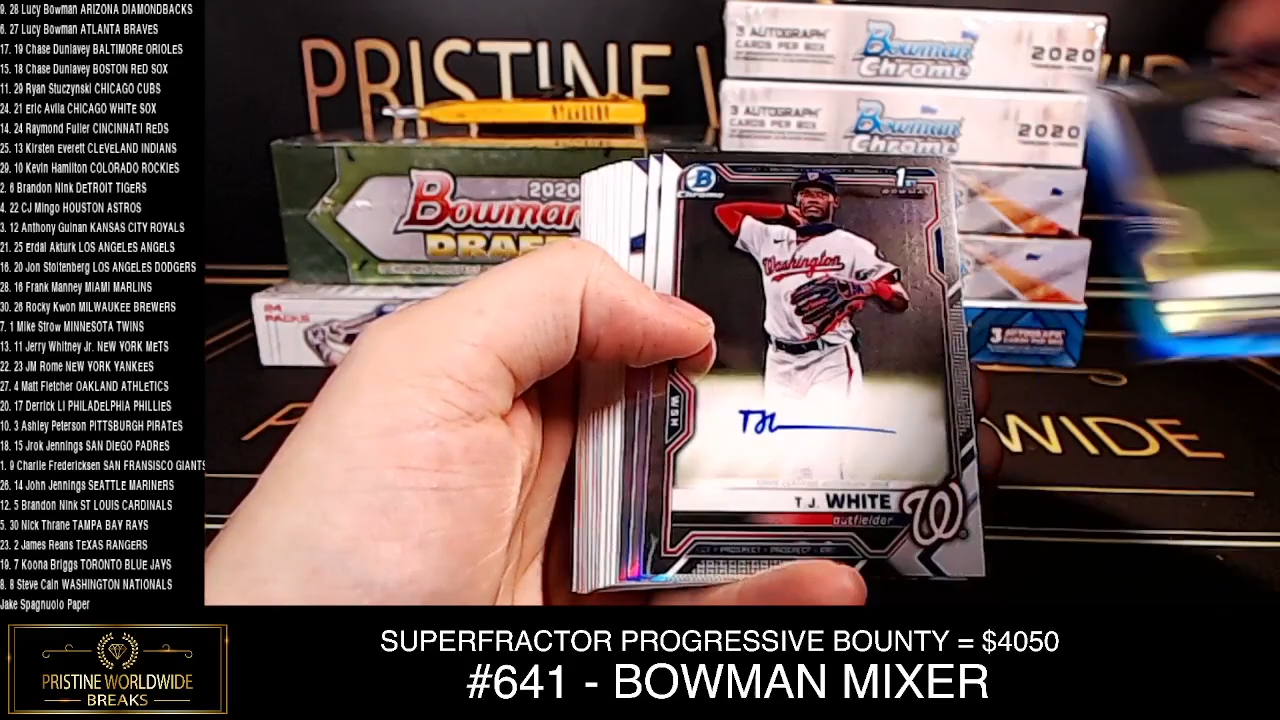 9. 28 Lucy Bowman ARIZONA DIAMONDBACKS
6. 27 Lucy Bowman ATLANTA BRAVES
17. 19 Chase Dunlavey BALTIMORE ORIOLES
15. 18 Chase Dunlavey BOSTON RED SOX
11. 29 Ryan Stuczynski CHICAGO CUBS
24. 21 Eric Avila CHICAGO WHITE SOX
14. 24 Raymond Fuller CINCINNATI REDS
25. 13 Kirsten Everett CLEVELAND INDIANS
29. 10 Kevin Hamilton COLORADO ROCKIES
2. 6 Brandon Nink DETROIT TIGERS
4. 22 CJ Mingo HOUSTON ASTROS
3. 12 Anthony Guinan KANSAS CITY ROYALS
21. 25 Erdal Akturk LOS ANGELES ANGELS
16. 20 Jon Stoltenberg LOS ANGELES DODGERS
28. 16 Frank Manney MIAMI MARLINS
30. 26 Rocky Kwon MILWAUKEE BREWERS
7. 1 Mike Strow MINNESOTA TWINS
13. 11 Jerry Whitney Jr. NEW YORK METS
22. 23 JM Rome NEW YORK YANKEES
27. 4 Matt Fletcher OAKLAND ATHLETICS
20. 17 Derrick Li PHILADELPHIA PHILLIES
10. 3 Ashley Peterson PITTSBURGH PIRATES
18. 15 Jrok Jennings SAN DIEGO PADRES
1. 9 Charlie Fredericksen SAN FRANSISCO GIANTS
26. 14 John Jennings SEATTLE MARINERS
12. 5 Brandon Nink ST LOUIS CARDINALS
5. 30 Nick Thrane TAMPA BAY RAYS
23. 2 James Reans TEXAS RANGERS
19. 7 Koona Briggs TORONTO BLUE JAYS
8. 8 Steve Cain WASHINGTON NATIONALS
Jake Spagnuolo Paper
PRISTINE WORLDWIDE
BREAKS
PRISTINE W
WIDE
3 AUTOGRAPH
CARDS PER BOX
Bowman
Chrome
2020
3 AUTOGRAPH
CARDS PER BOX
Bowman
Chrome
2020
2020
Bowman
DRAFT
24
PACKS
3 AUTOGRAPH
B
Chrome
1st
Washington
WSH
T.J. WHITE
outfielder
W
WIDE
SUPERFRACTOR PROGRESSIVE BOUNTY = $4050
#641 - BOWMAN MIXER